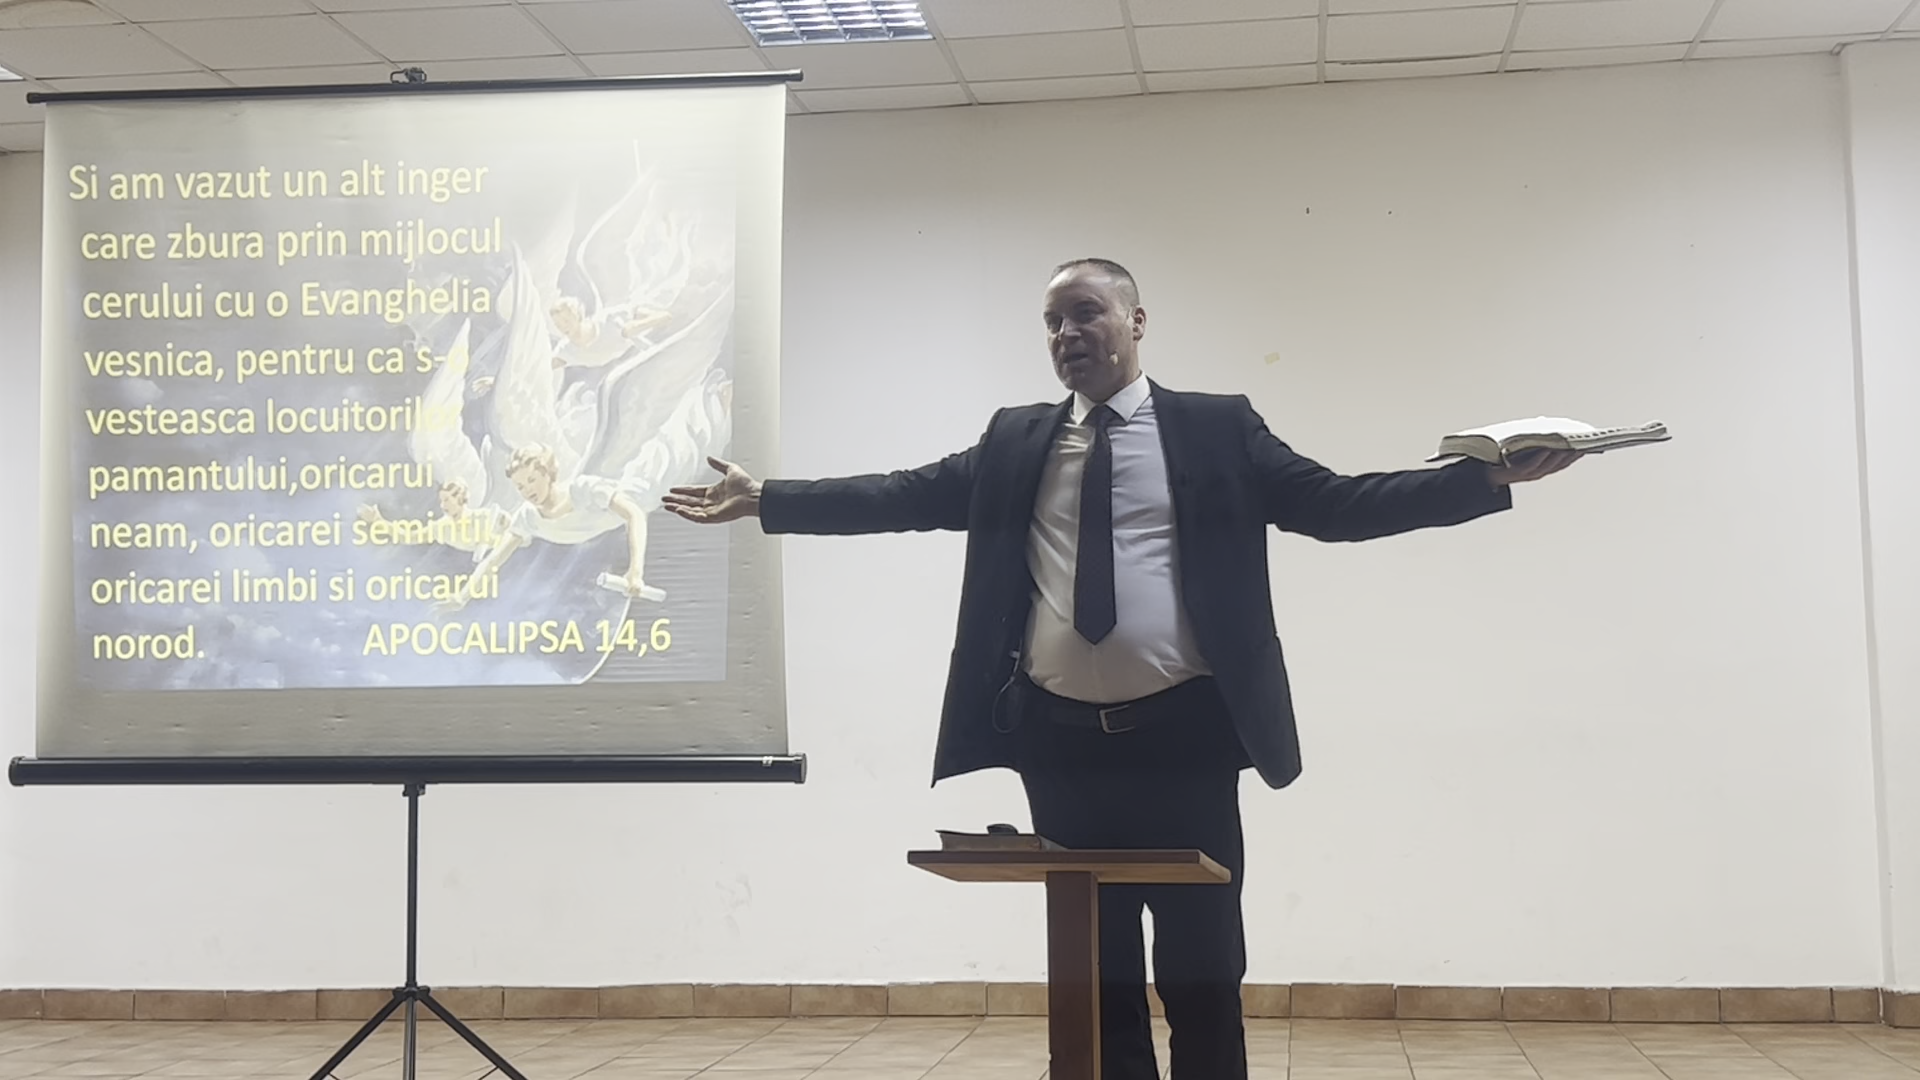 Si am vazut un alt inger
care zbura prin mijlocul
cerului cu o Evanghelia
vesnica, pentru ca s-o
vesteasca locuitorilor
pamantului,oricarui
neam, oricarei semintii,
oricarei limbi si oricarui
norod. APOCALIPSA 14,6